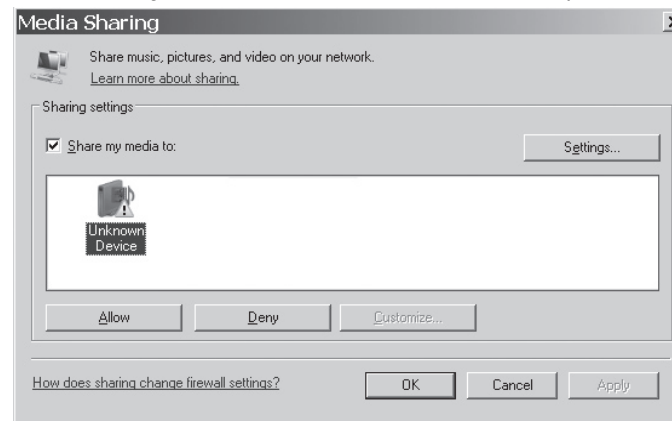 Media Sharing
Share music, pictures, and video on your network.
Learn more about sharing.
Sharing settings
Share my media to:
Settings...
Unknown
Device
Allow
Deny
Customize...
How does sharing change firewall settings?
OK
Cancel
Apply